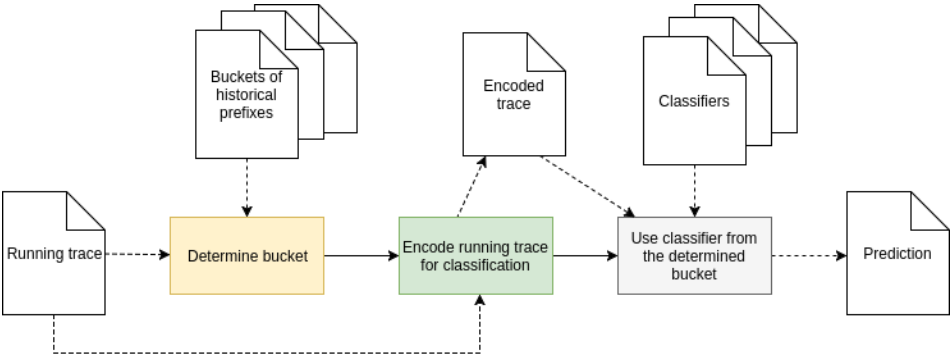 Buckets of
historical
prefixes
Encoded
trace
Classifiers
Running trace
Determine bucket
Encode running trace
for classification
Use classifier from
the determined
bucket
Prediction